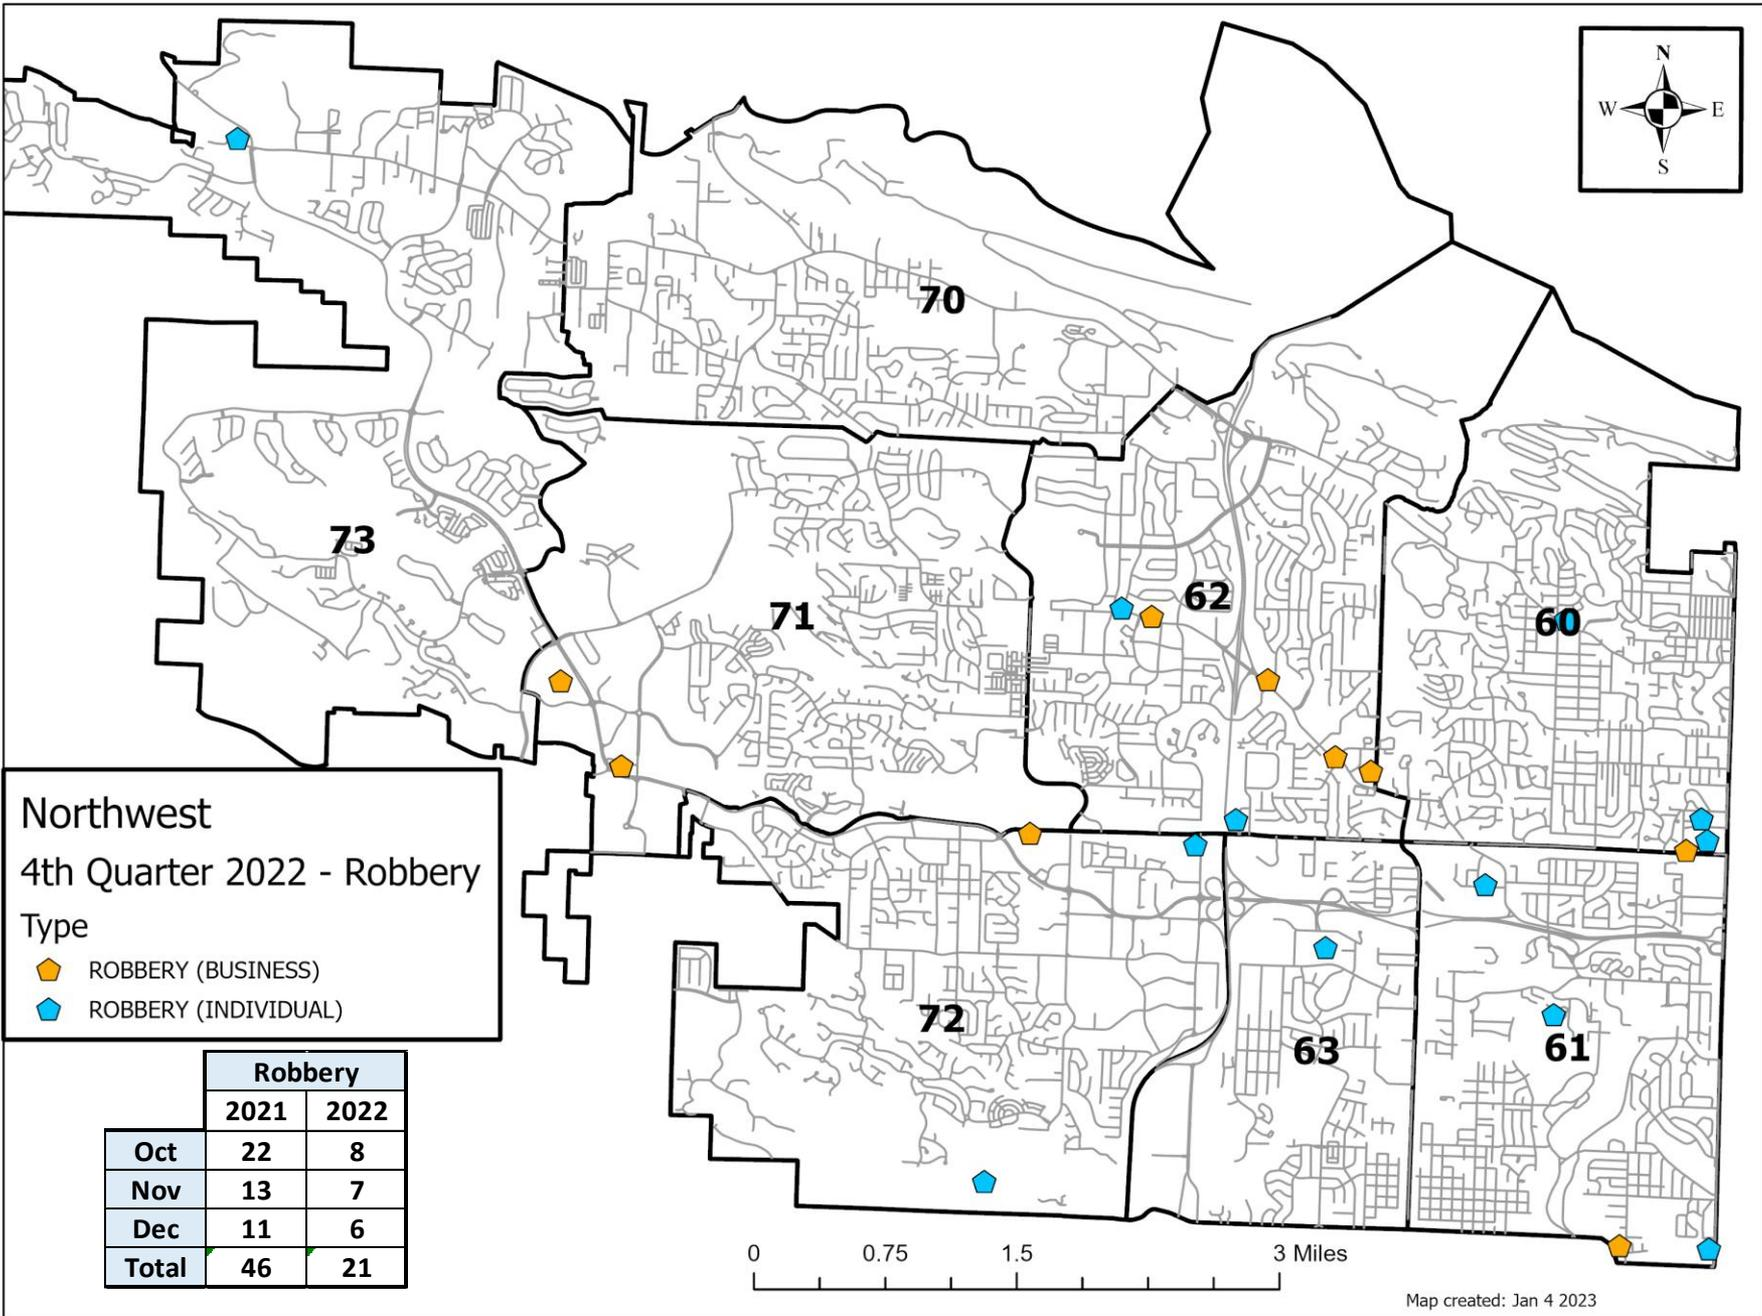 N
W E
S
70
73
62
71
60
Northwest
4th Quarter 2022 - Robbery
Type
ROBBERY (BUSINESS)
ROBBERY (INDIVIDUAL)
72
63
61
Robbery
2021 2022
Oct 22 8
Nov 13 7
Dec 11 6
Total 46 21
0 0.75 1.5 3 Miles
Map created: Jan 4 2023